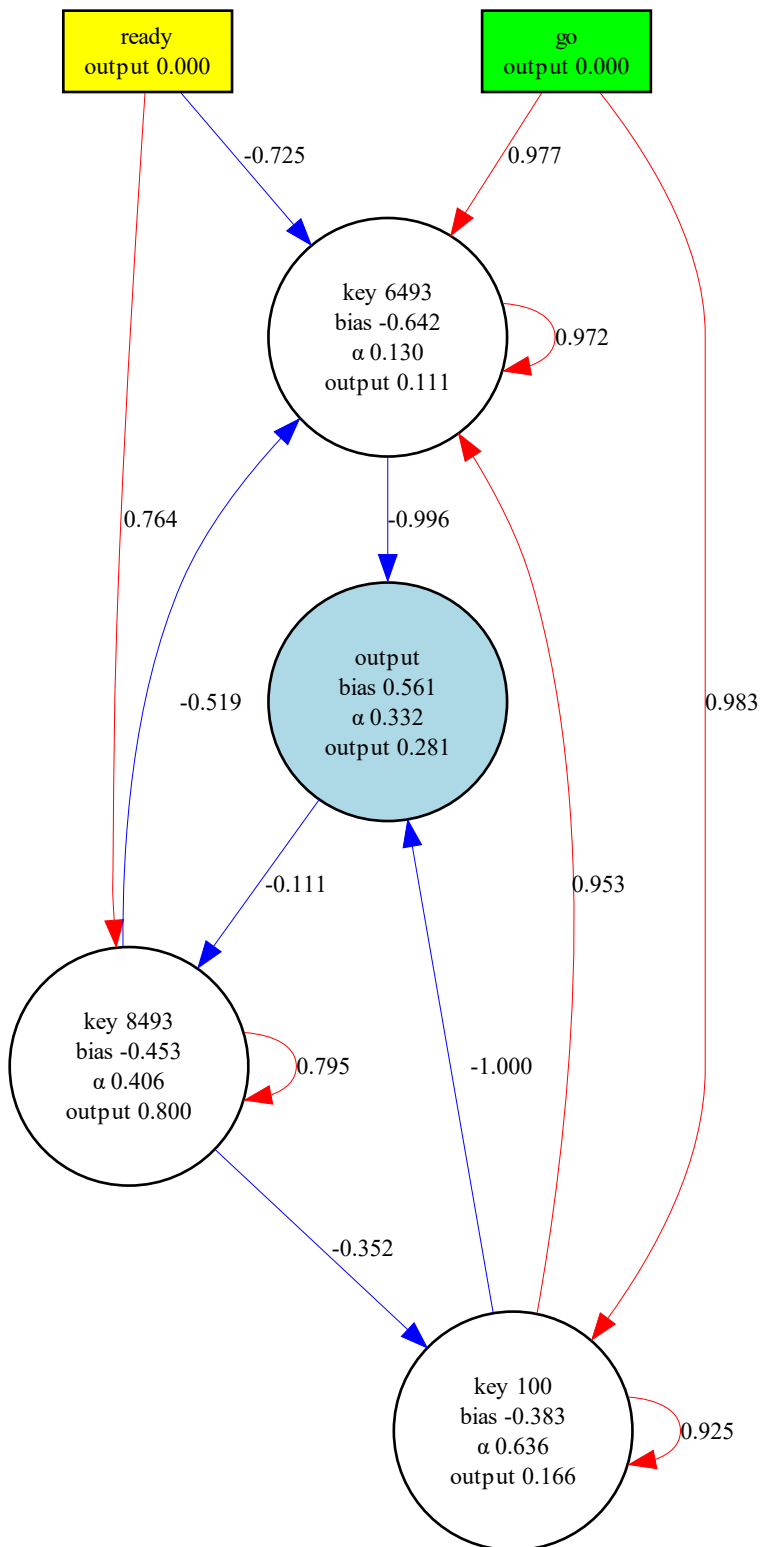 ready
output 0.000
go
output 0.000
-0.725
0.977
key 6493
bias -0.642
α 0.130
output 0.111
0.972
0.764
-0.996
-0.519
output
bias 0.561
α 0.332
output 0.281
0.983
-0.111
0.953
key 8493
bias -0.453
α 0.406
output 0.800
0.795
-1.000
-0.352
key 100
bias -0.383
α 0.636
output 0.166
0.925